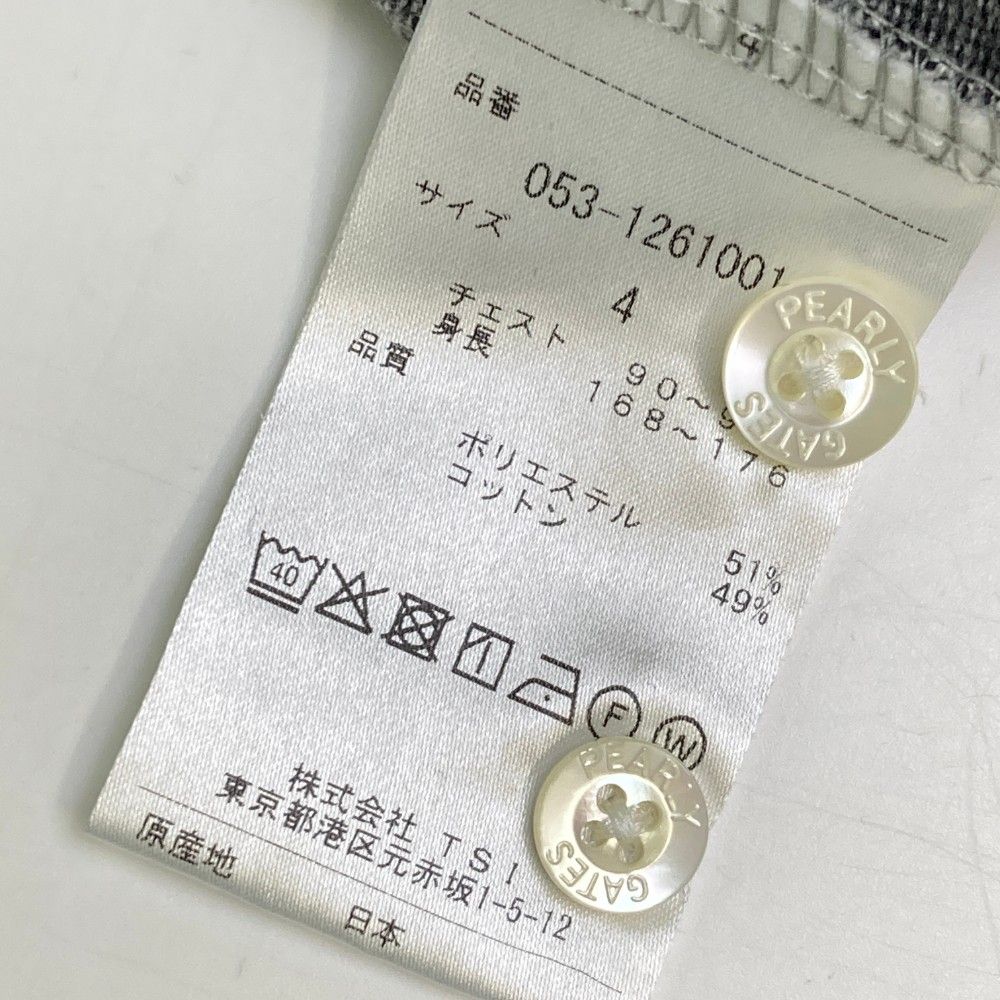 4
品番
053-1261001
サイズ
4
チェスト 90～9
身長 168～176
品質
ポリエステル 51%
コットン 49%
40
F
W
株式会社 TSI
東京都港区元赤坂1-5-12
原産地
日本
PEARLY
GATES
PEARLY
GATES